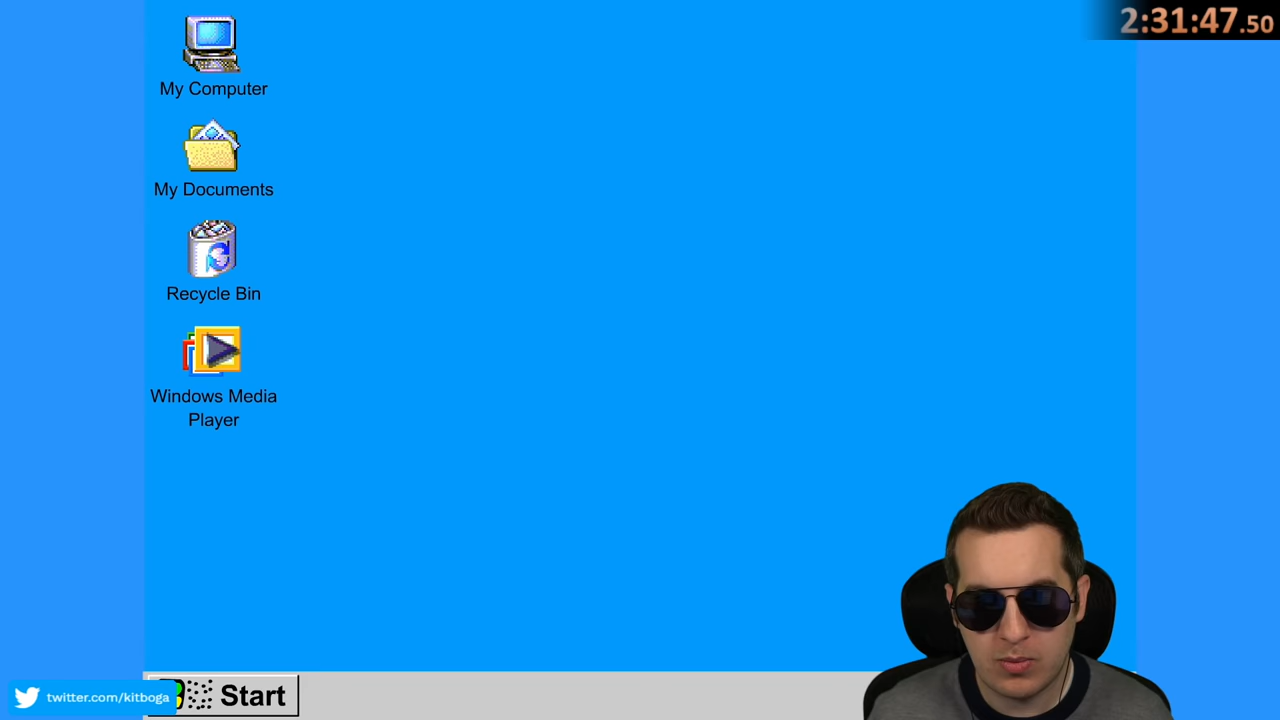 2:31:47.50
My Computer
My Documents
Recycle Bin
Windows Media
Player
Start
twitter.com/kitboga